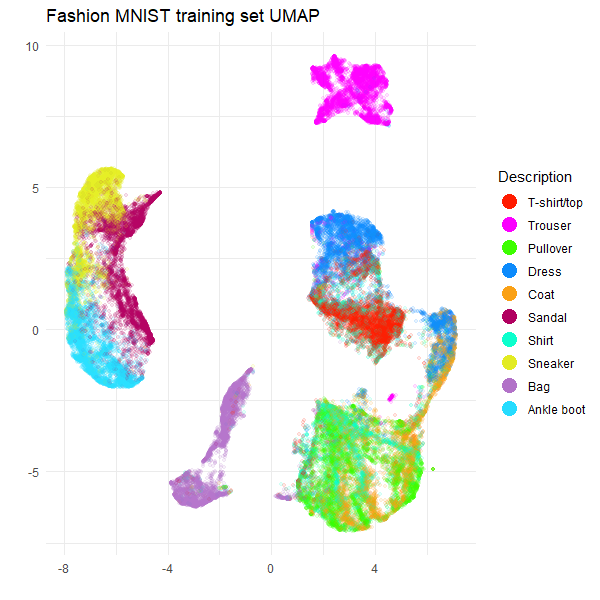 Fashion MNIST training set UMAP
10
5
0
-5
-8
-4
0
4
Description
T-shirt/top
Trouser
Pullover
Dress
Coat
Sandal
Shirt
Sneaker
Bag
Ankle boot